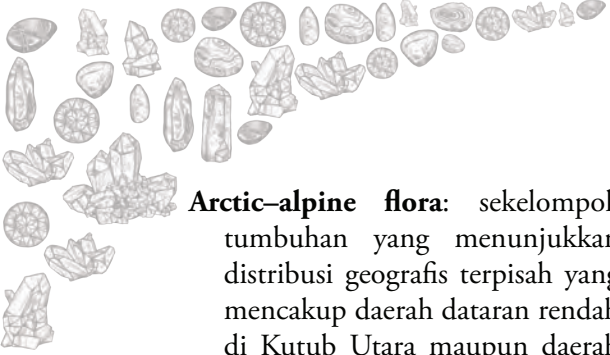 Arctic–alpine flora: sekelompok
tumbuhan yang menunjukkan
distribusi geografis terpisah yang
mencakup daerah dataran rendah
di Kutub Utara maupun daerah